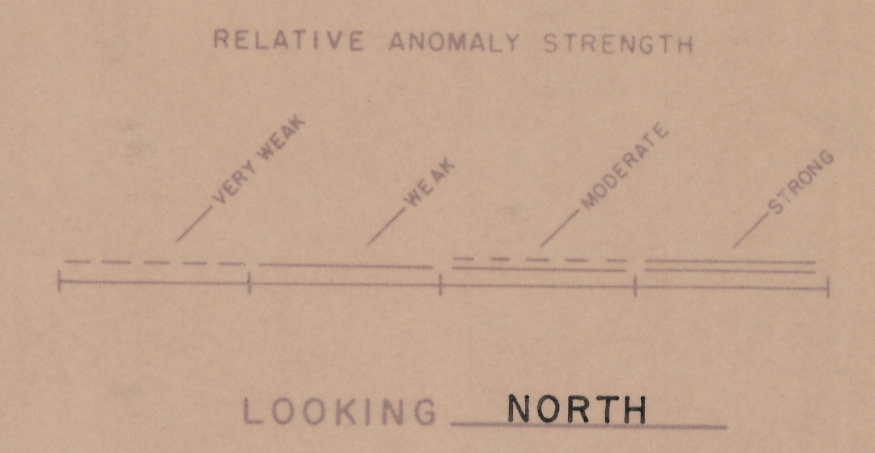 RELATIVE ANOMALY STRENGTH
VERY WEAK
WEAK
MODERATE
STRONG
LOOKING NORTH